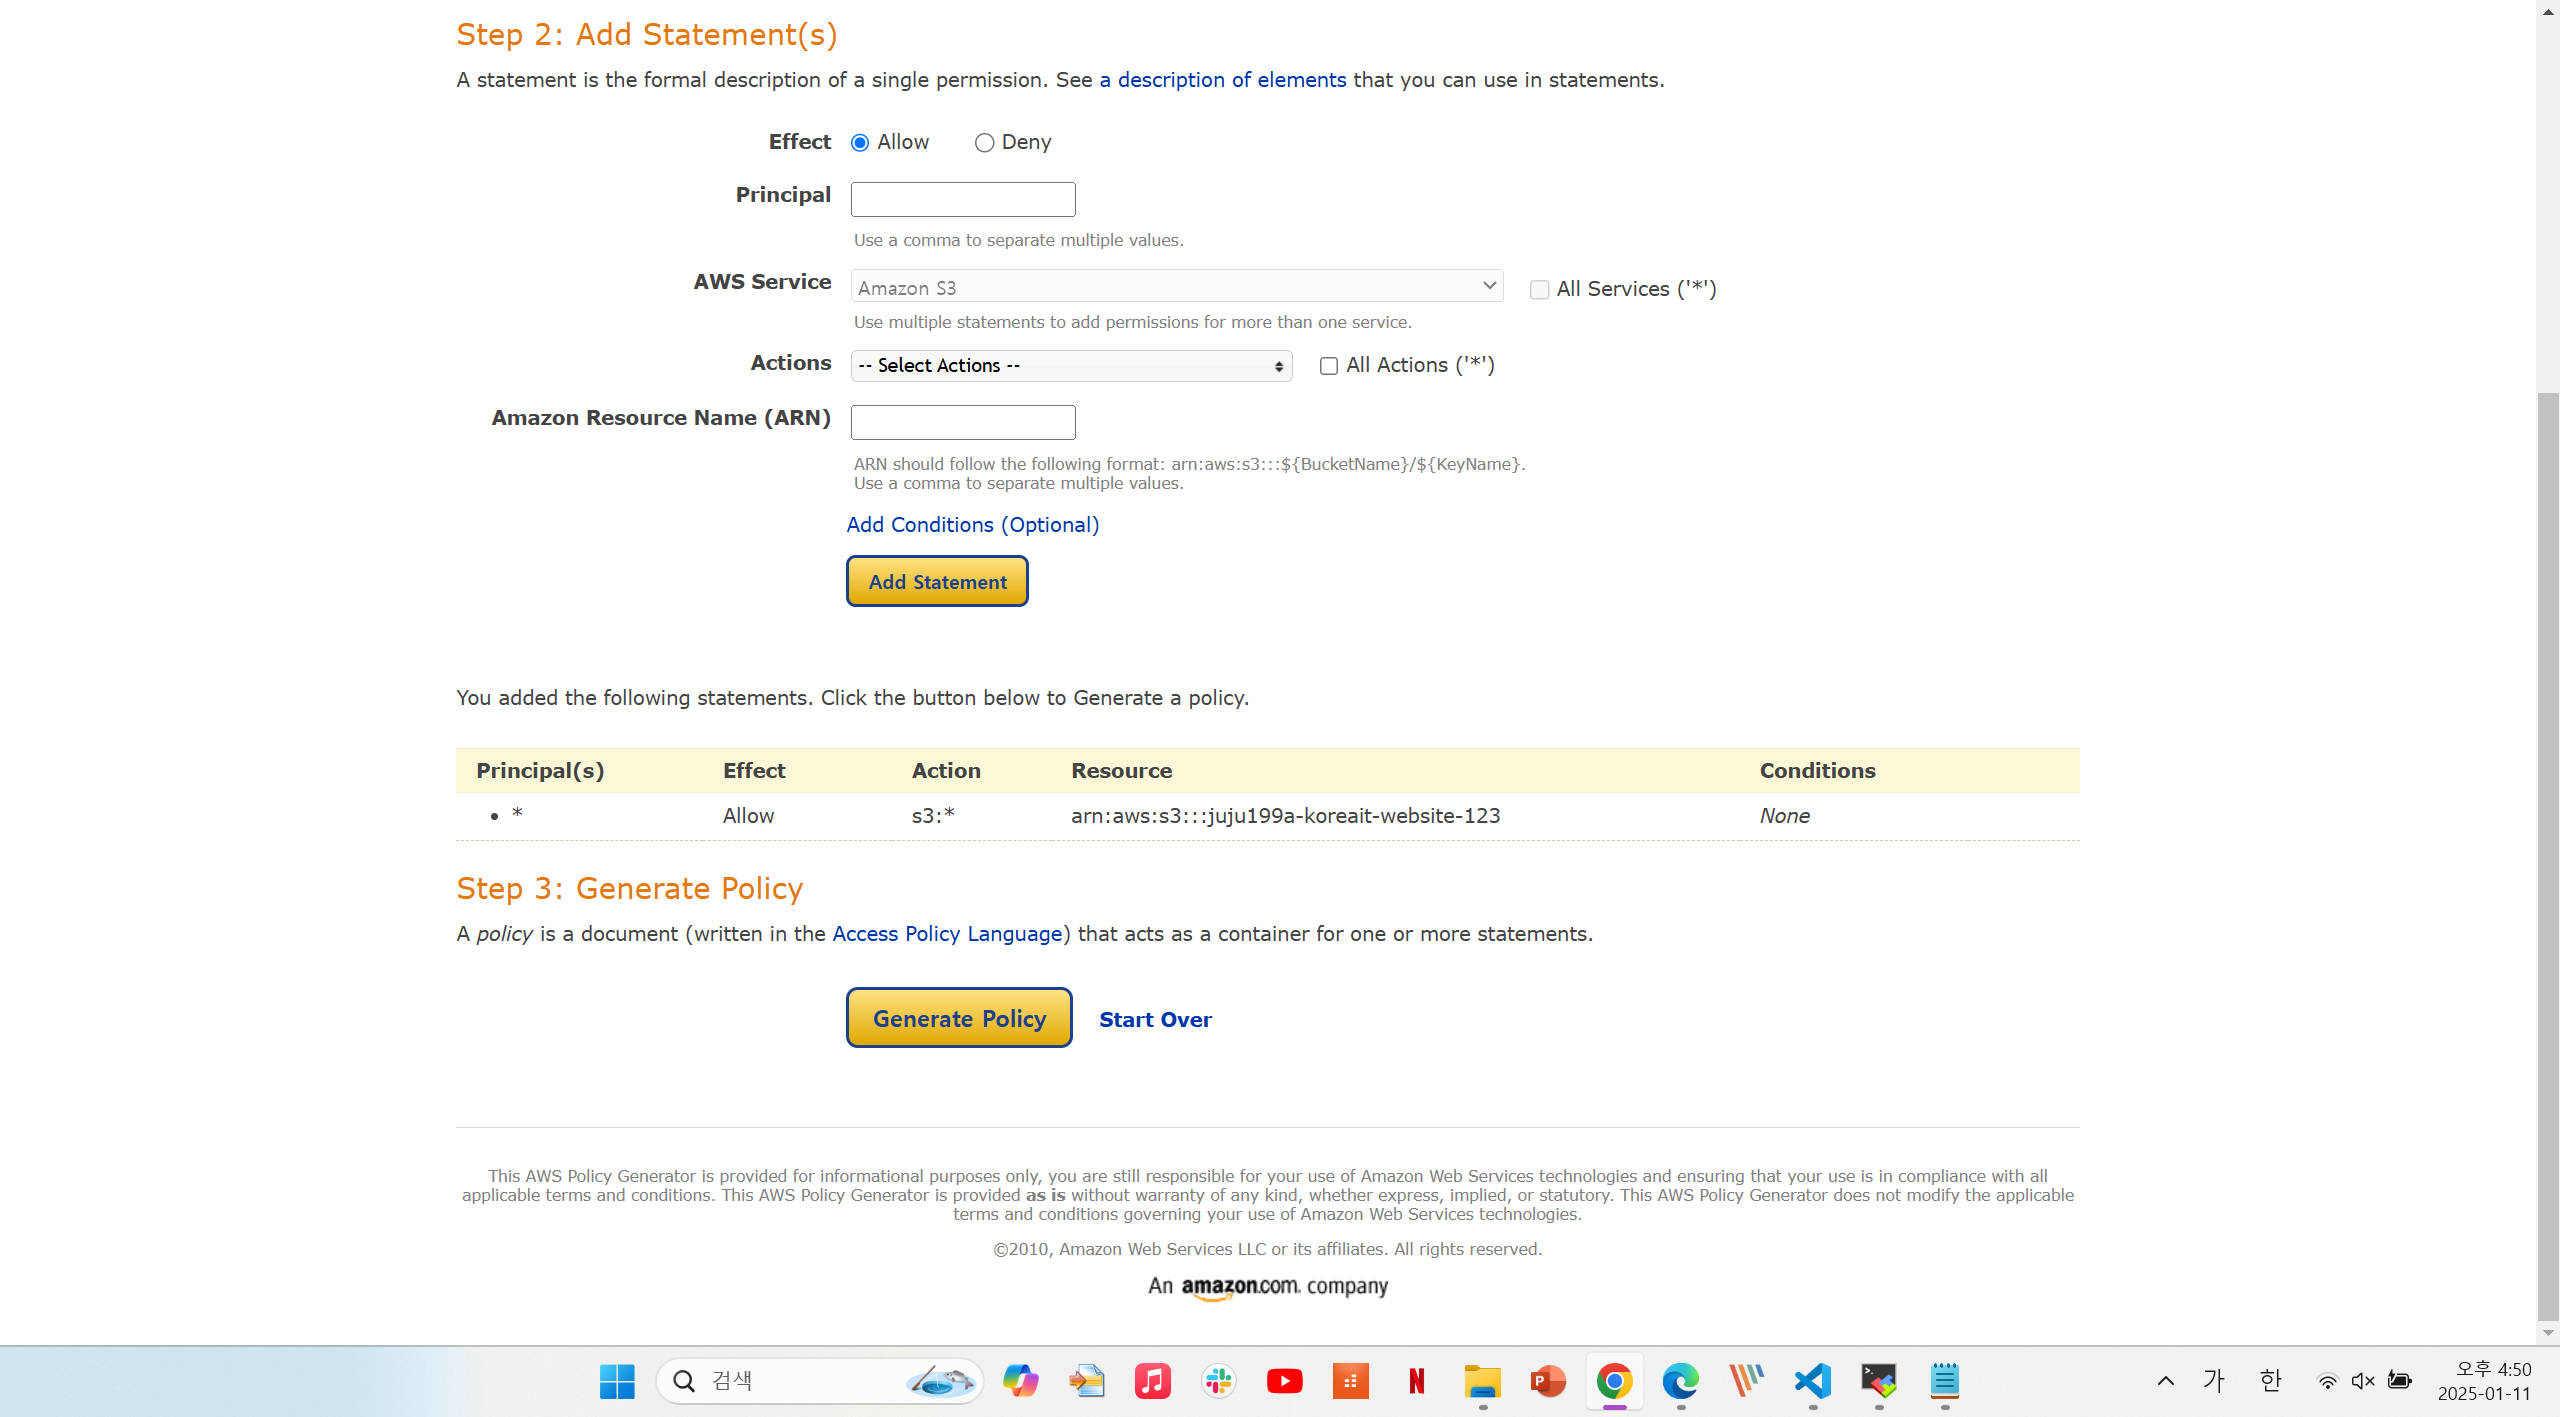 Step 2: Add Statement(s)
A statement is the formal description of a single permission. See a description of elements that you can use in statements.
Effect Allow Deny
Principal
Use a comma to separate multiple values.
AWS Service Amazon S3 All Services ('*')
Use multiple statements to add permissions for more than one service.
Actions -- Select Actions -- All Actions ('*')
Amazon Resource Name (ARN)
ARN should follow the following format: arn:aws:s3:::${BucketName}/${KeyName}.
Use a comma to separate multiple values.
Add Conditions (Optional)
Add Statement
You added the following statements. Click the button below to Generate a policy.
Principal(s) Effect Action Resource Conditions
• * Allow s3:* arn:aws:s3:::juju199a-koreait-website-123 None
Step 3: Generate Policy
A policy is a document (written in the Access Policy Language) that acts as a container for one or more statements.
Generate Policy Start Over
This AWS Policy Generator is provided for informational purposes only, you are still responsible for your use of Amazon Web Services technologies and ensuring that your use is in compliance with all
applicable terms and conditions. This AWS Policy Generator is provided as is without warranty of any kind, whether express, implied, or statutory. This AWS Policy Generator does not modify the applicable
terms and conditions governing your use of Amazon Web Services technologies.
©2010, Amazon Web Services LLC or its affiliates. All rights reserved.
An amazon.com. company
검색 가 한 오후 4:50
2025-01-11